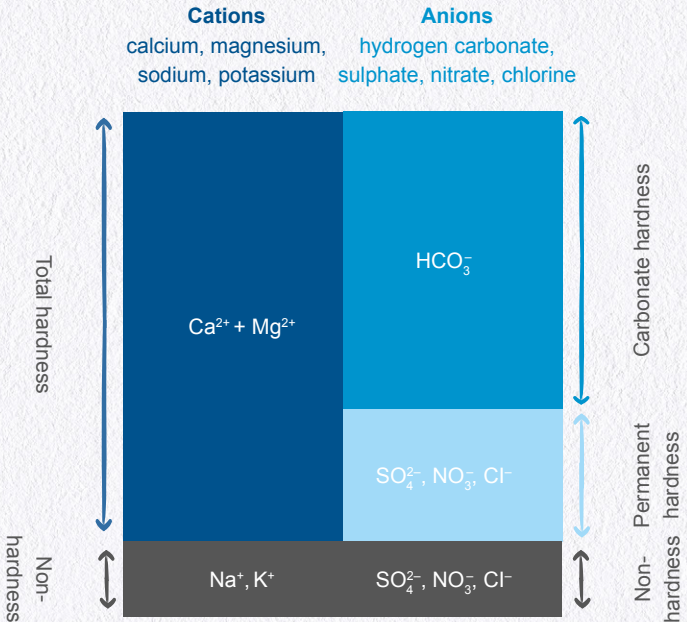 Cations
calcium, magnesium,
sodium, potassium
Anions
hydrogen carbonate,
sulphate, nitrate, chlorine
Total hardness
Ca²⁺ + Mg²⁺
HCO₃⁻
Carbonate hardness
SO₄²⁻, NO₃⁻, Cl⁻
Permanent
hardness
Non-
hardness
Na⁺, K⁺
SO₄²⁻, NO₃⁻, Cl⁻
Non-
hardness